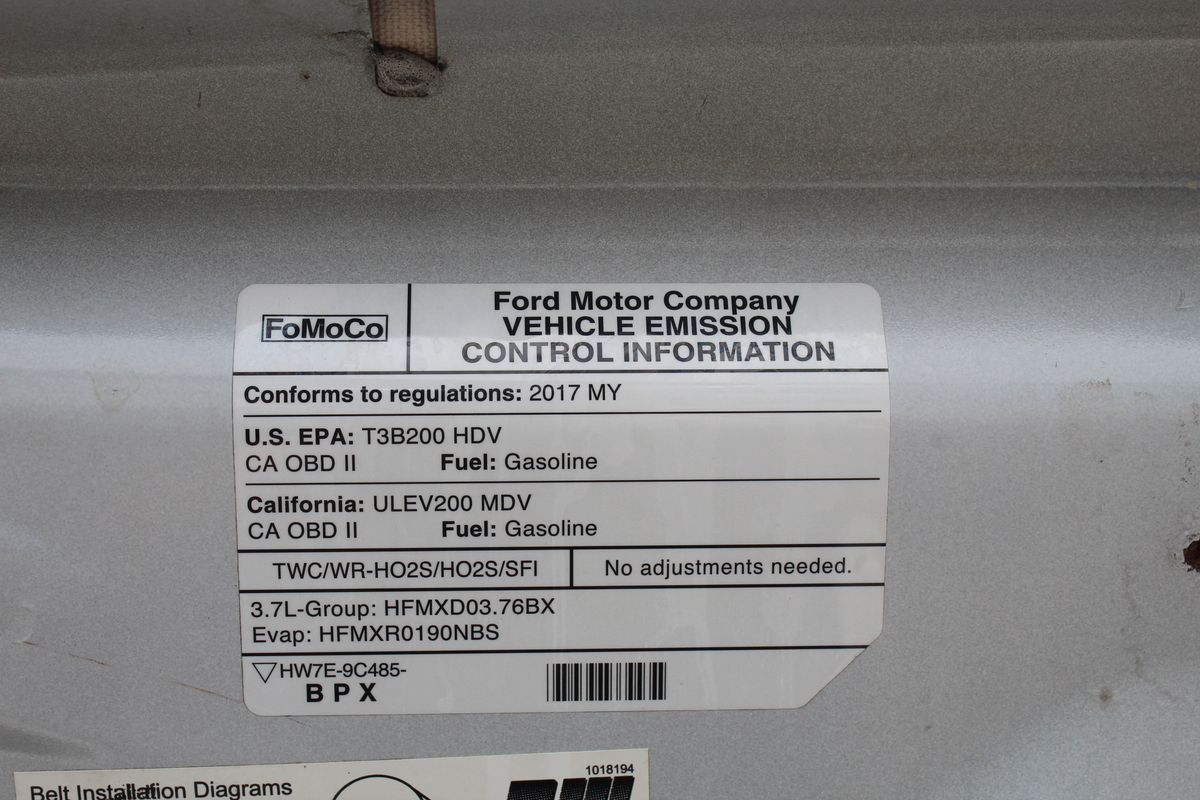 FoMoCo
Ford Motor Company
VEHICLE EMISSION
CONTROL INFORMATION
Conforms to regulations: 2017 MY
U.S. EPA: T3B200 HDV
CA OBD II Fuel: Gasoline
California: ULEV200 MDV
CA OBD II Fuel: Gasoline
TWC/WR-HO2S/HO2S/SFI
No adjustments needed.
3.7L-Group: HFMXD03.76BX
Evap: HFMXR0190NBS
HW7E-9C485-
B P X
1018194
Belt Installation Diagrams